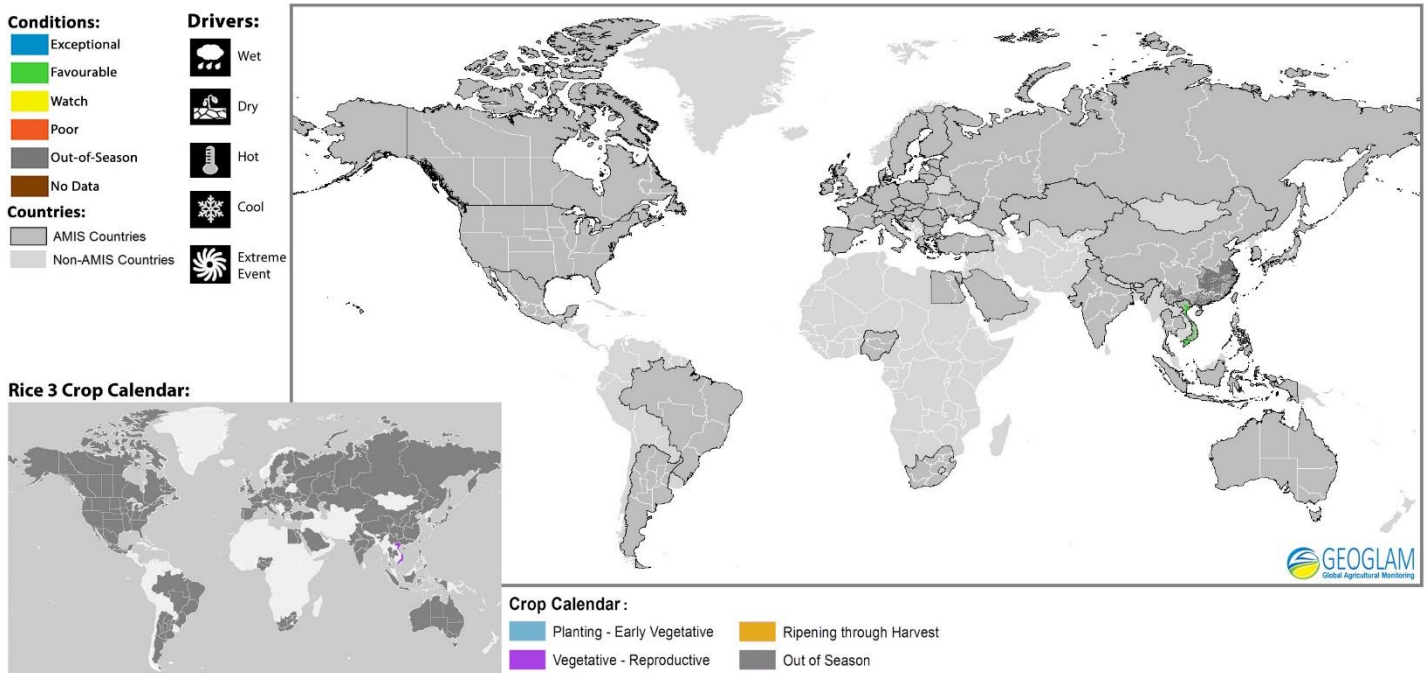 Conditions:
Exceptional
Favourable
Watch
Poor
Out-of-Season
No Data
Countries:
AMIS Countries
Non-AMIS Countries
Drivers:
Wet
Dry
Hot
Cool
Extreme
Event
Rice 3 Crop Calendar:
GEOGLAM
Global Agricultural Monitoring
Crop Calendar :
Planting - Early Vegetative
Vegetative - Reproductive
Ripening through Harvest
Out of Season